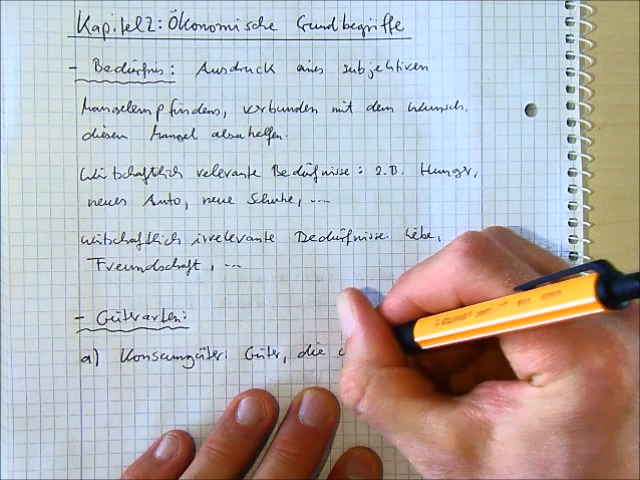 Kapitel 2: Ökonomische Grundbegriffe
- Bedürfnis: Ausdruck eines subjektiven
Mangelempfindens, verbunden mit dem Wunsch,
diesem Mangel abzuhelfen.
Wirtschaftlich relevante Bedürfnisse: z.B. Hunger,
neues Auto, neue Schuhe, ...
Wirtschaftlich irrelevante Bedürfnisse: Liebe,
Freundschaft, ...
- Güterarten:
a) Konsumgüter: Güter, die